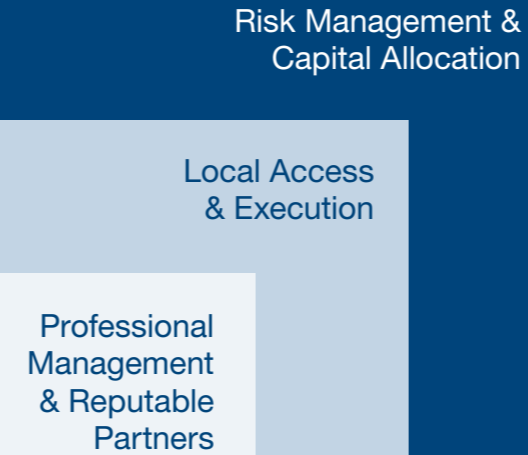 Risk Management &
Capital Allocation
Local Access
& Execution
Professional
Management
& Reputable
Partners